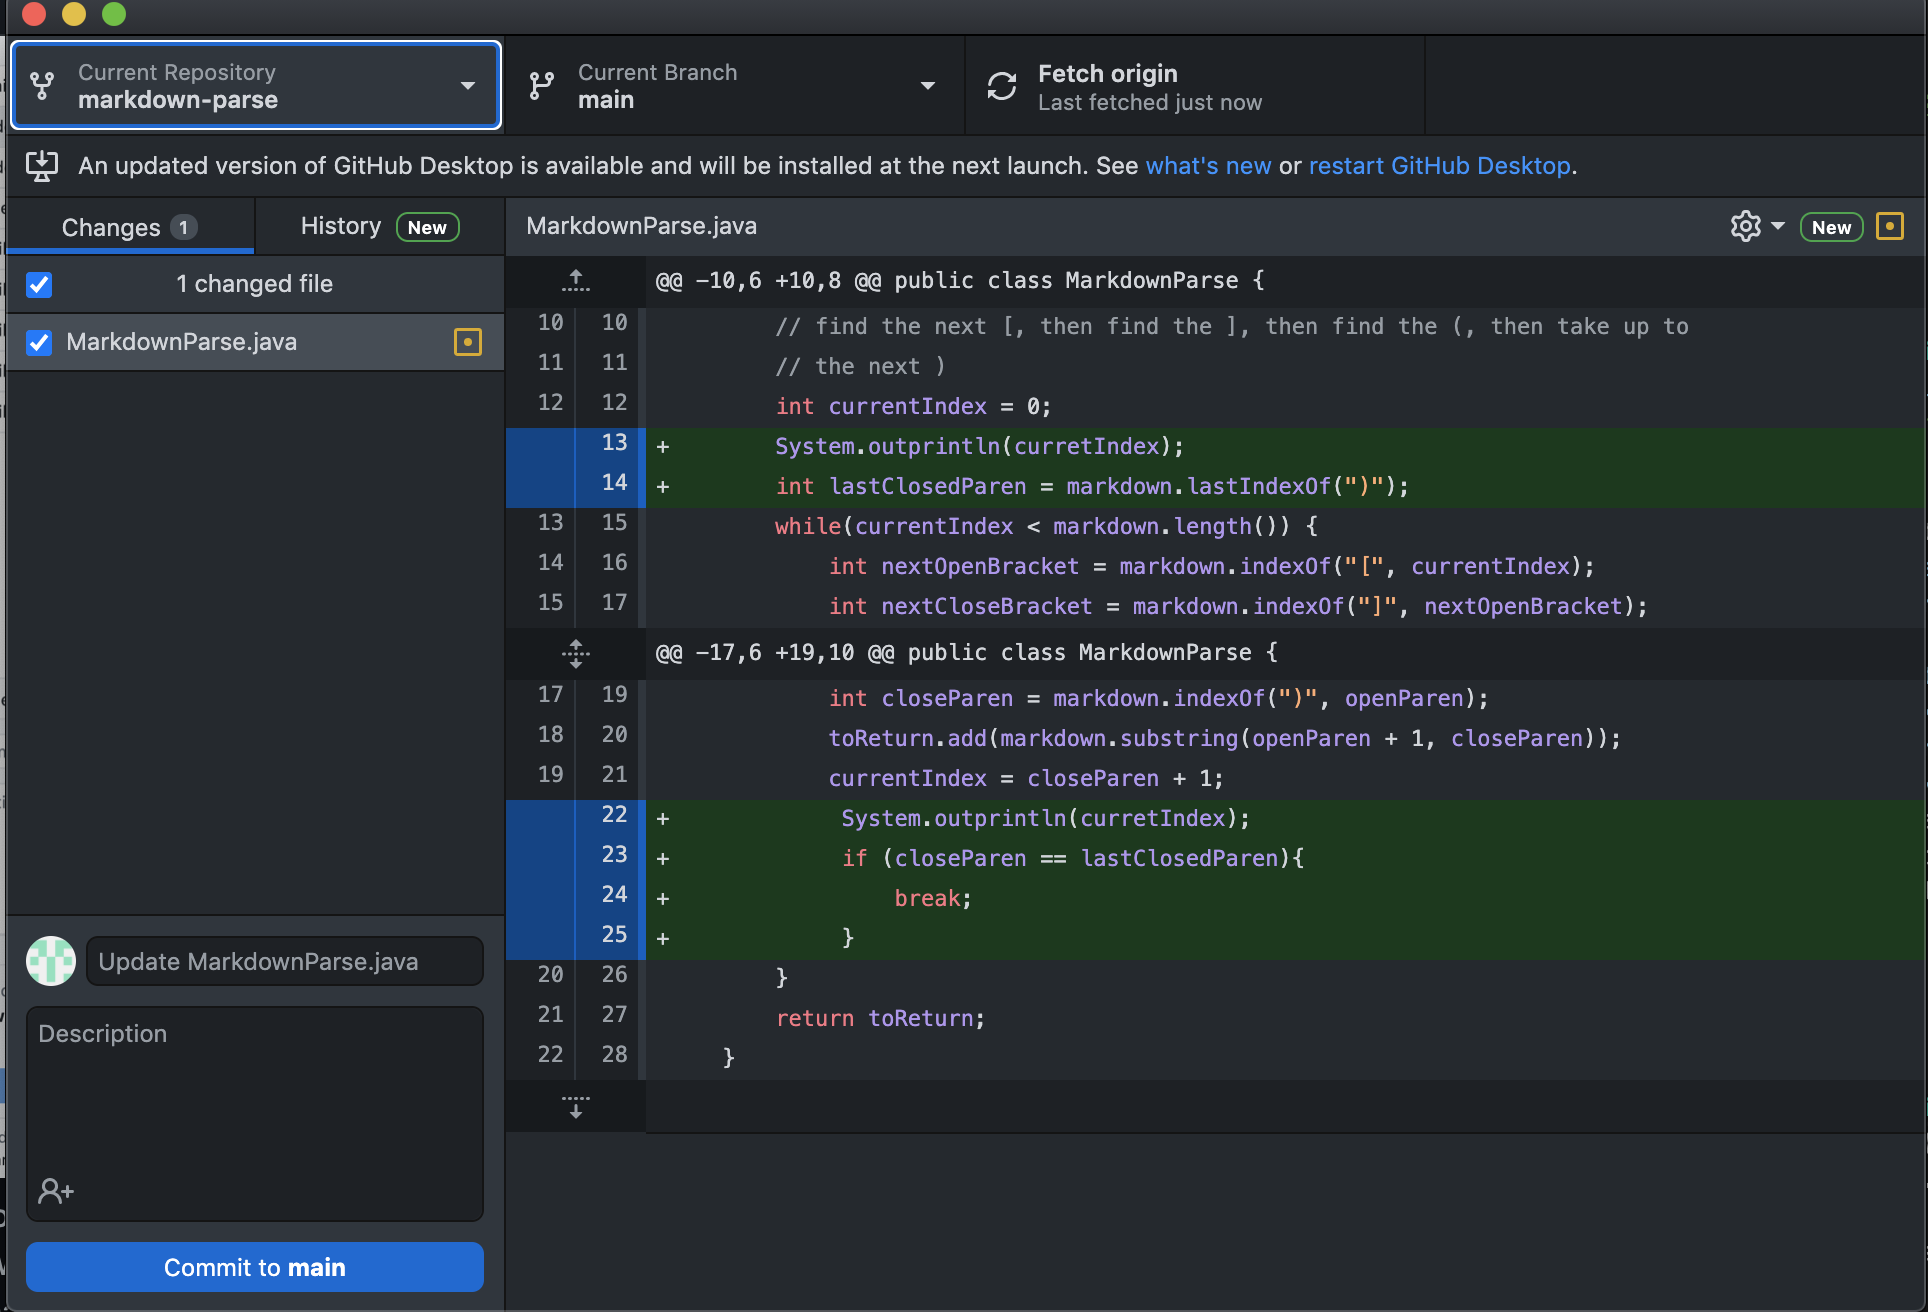 Current Repository
markdown-parse
Current Branch
main
Fetch origin
Last fetched just now
An updated version of GitHub Desktop is available and will be installed at the next launch. See what's new or restart GitHub Desktop.
Changes 1
History New
MarkdownParse.java
New
1 changed file
MarkdownParse.java
@@ -10,6 +10,8 @@ public class MarkdownParse {
10 10 // find the next [, then find the ], then find the (, then take up to
11 11 // the next )
12 12 int currentIndex = 0;
13 + System.outprintln(curretIndex);
14 + int lastClosedParen = markdown.lastIndexOf(")");
13 15 while(currentIndex < markdown.length()) {
14 16 int nextOpenBracket = markdown.indexOf("[", currentIndex);
15 17 int nextCloseBracket = markdown.indexOf("]", nextOpenBracket);
@@ -17,6 +19,10 @@ public class MarkdownParse {
17 19 int closeParen = markdown.indexOf(")", openParen);
18 20 toReturn.add(markdown.substring(openParen + 1, closeParen));
19 21 currentIndex = closeParen + 1;
22 + System.outprintln(curretIndex);
23 + if (closeParen == lastClosedParen){
24 + break;
25 + }
20 26 }
21 27 return toReturn;
22 28 }
Update MarkdownParse.java
Description
Commit to main